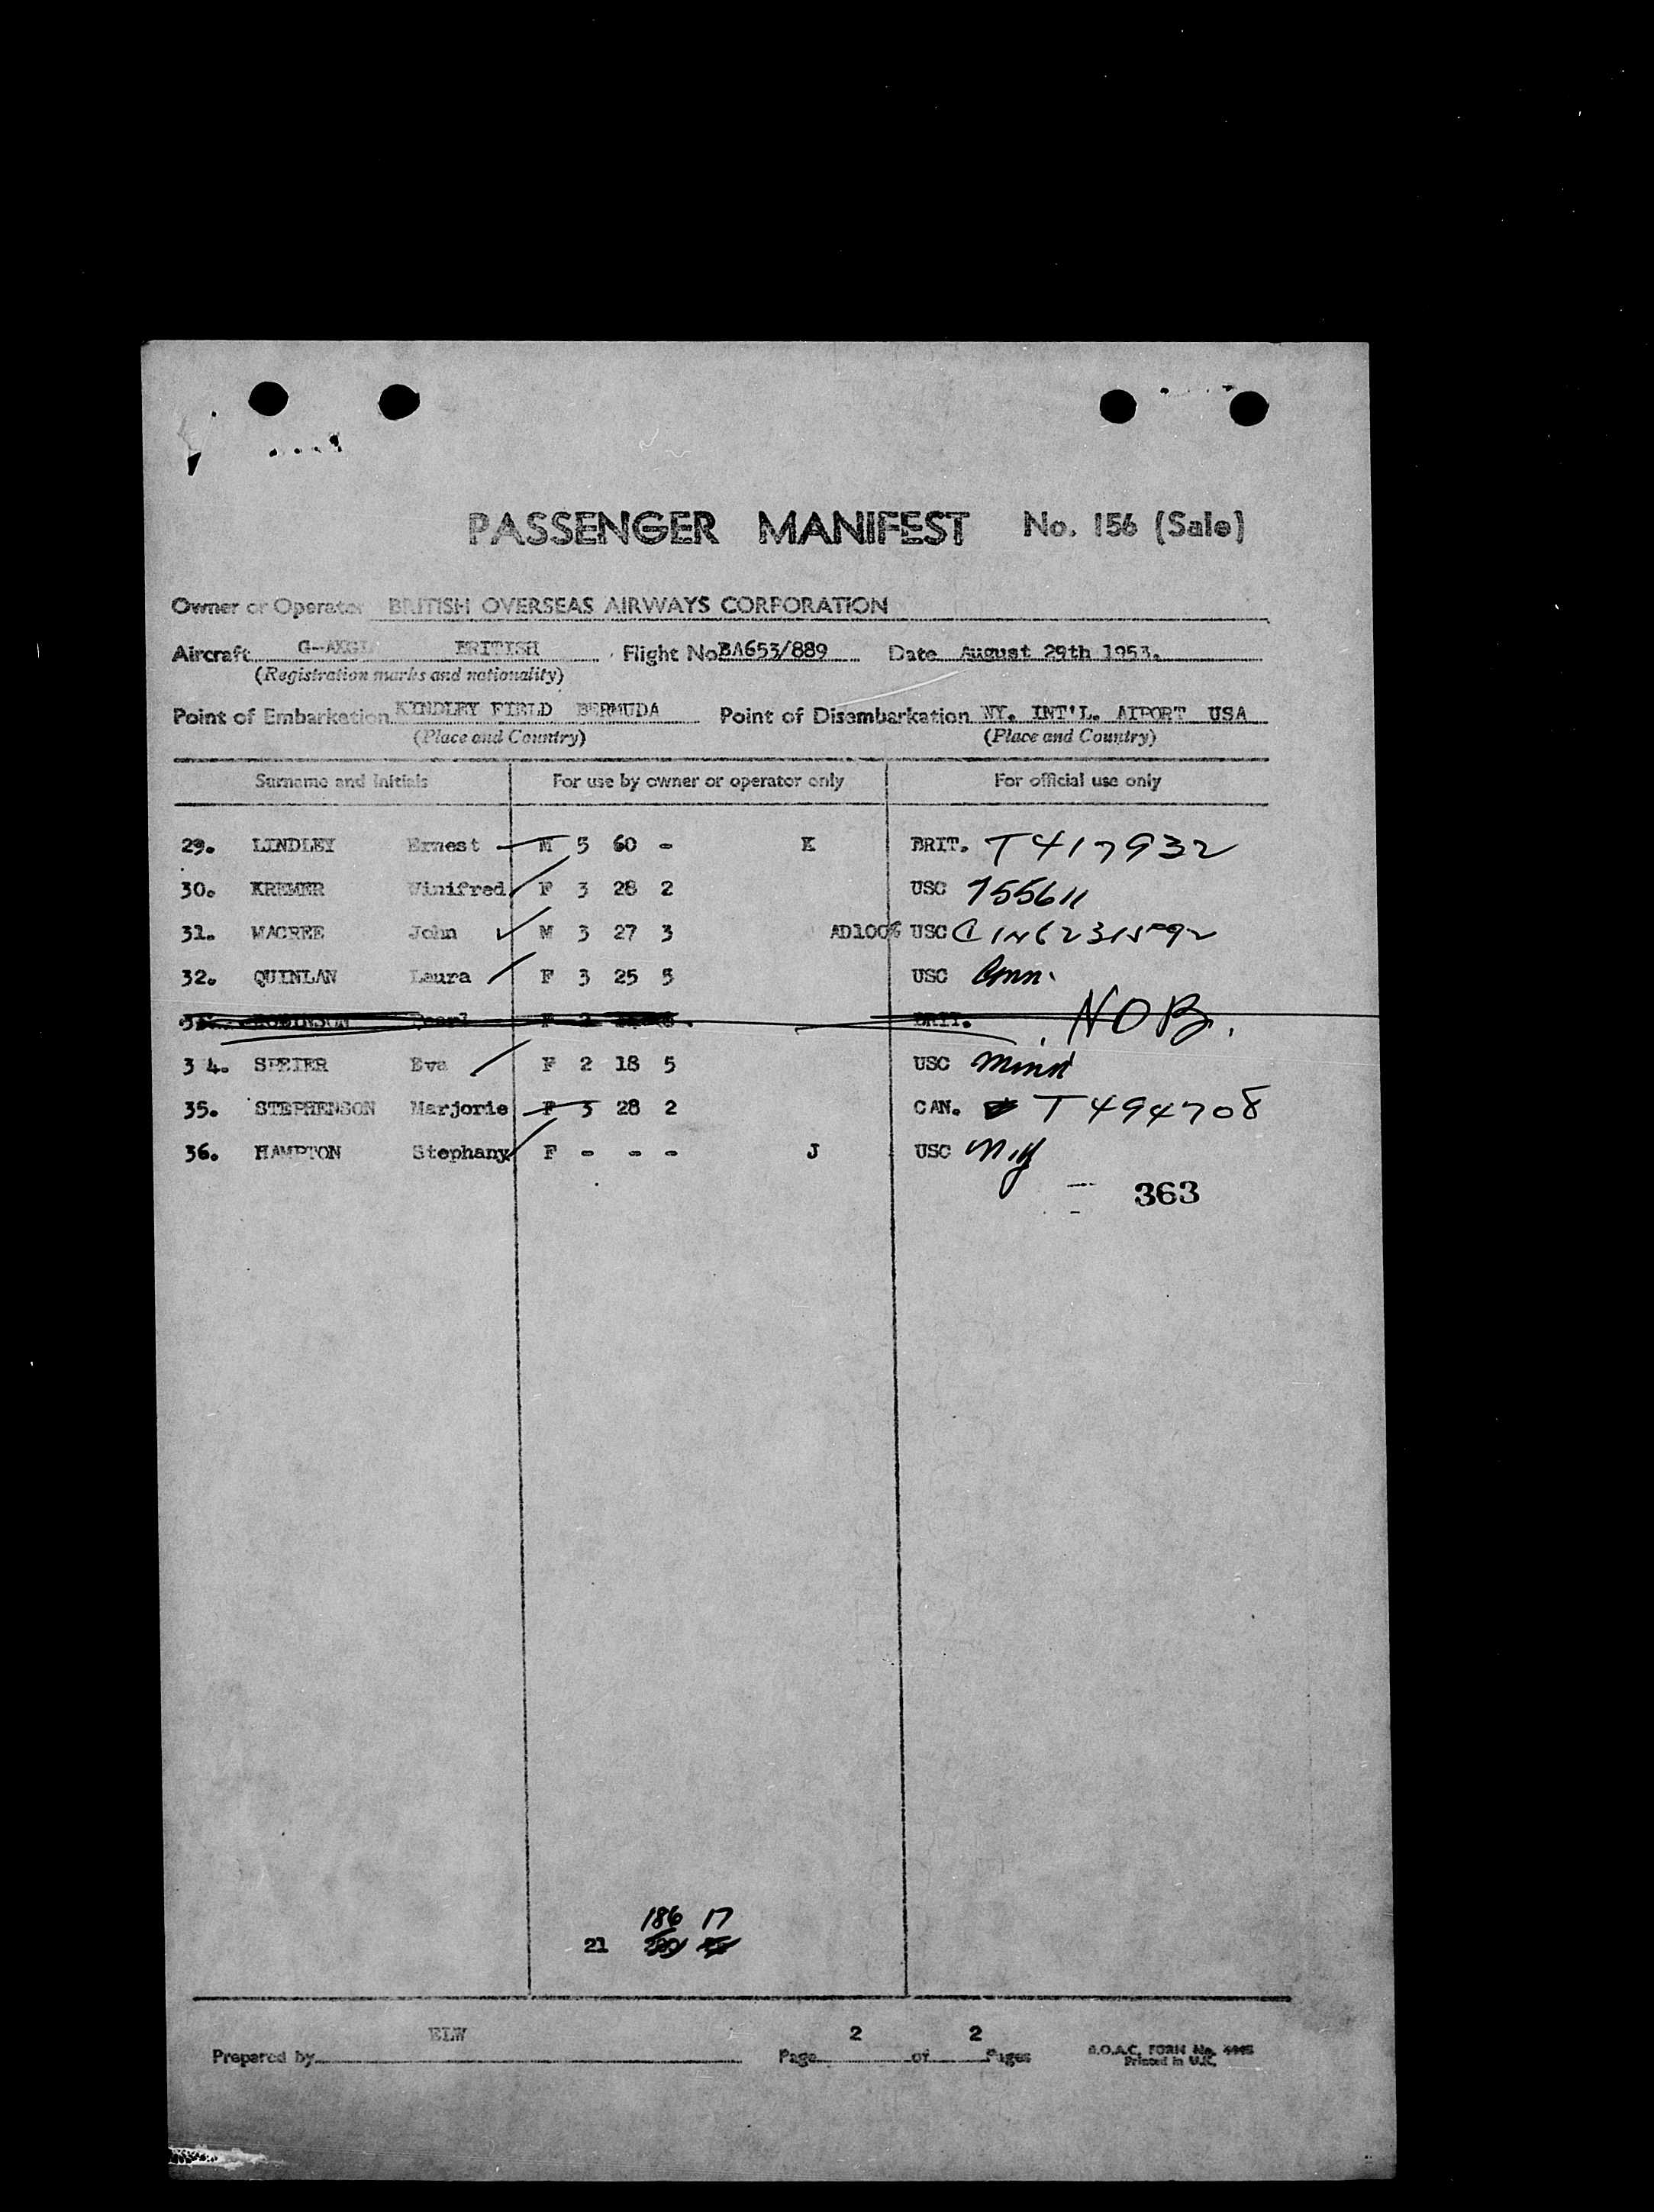 PASSENGER MANIFEST No. 156 (Sale)
Owner or Operator BRITISH OVERSEAS AIRWAYS CORPORATION
Aircraft BRITISH Flight No BA653/889 Date August 29th 1953.
(Registration marks and nationality)
Point of Embarkation KINDLEY FIELD BERMUDA Point of Disembarkation NY. INT'L. AIPORT USA
(Place and Country) (Place and Country)
Surname and Initials For use by owner or operator only For official use only
29. LINDLEY Ernest M 5 60 - K BRIT. T417932
30. KREMER Winifred F 3 28 2 USC 755611
31. MACREE John M 3 27 3 AD100% USC
32. QUINLAN Laura F 3 25 5 USC Conn.
ROBINSON Pearl F 2 BRIT. NOB.
34. SPEIER Eva F 2 18 5 USC Minn
35. STEPHENSON Marjorie F 3 28 2 CAN. T494708
36. HAMPTON Stephany F - - - J USC N.Y
363
186 17
21
ELW 2 2
Prepared by Page of Pages B.O.A.C. FORM No.
Printed in U.K.